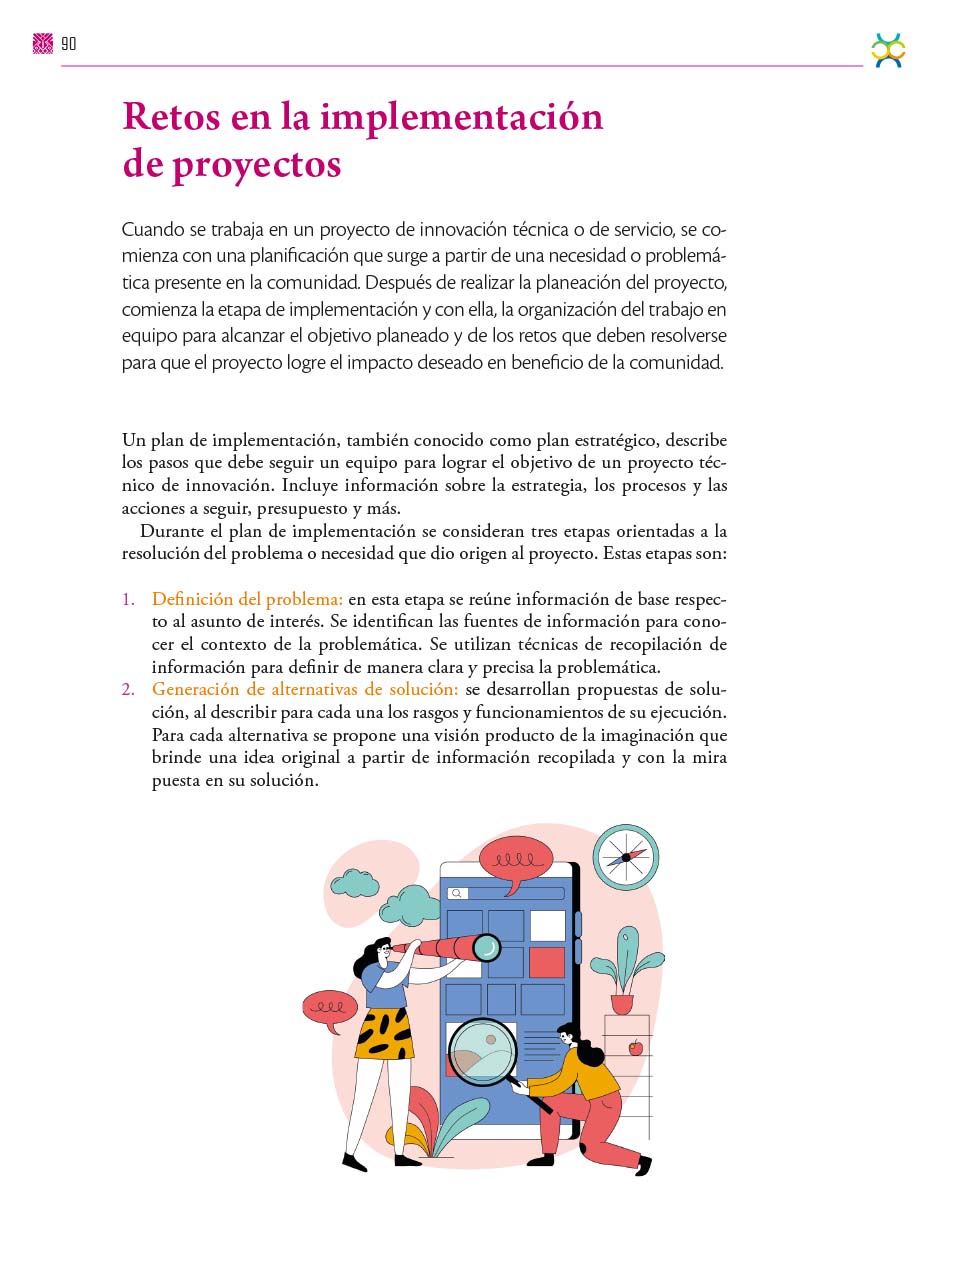 90
Retos en la implementación
de proyectos
Cuando se trabaja en un proyecto de innovación técnica o de servicio, se co-
mienza con una planificación que surge a partir de una necesidad o problemá-
tica presente en la comunidad. Después de realizar la planeación del proyecto,
comienza la etapa de implementación y con ella, la organización del trabajo en
equipo para alcanzar el objetivo planeado y de los retos que deben resolverse
para que el proyecto logre el impacto deseado en beneficio de la comunidad.
Un plan de implementación, también conocido como plan estratégico, describe
los pasos que debe seguir un equipo para lograr el objetivo de un proyecto téc-
nico de innovación. Incluye información sobre la estrategia, los procesos y las
acciones a seguir, presupuesto y más.
Durante el plan de implementación se consideran tres etapas orientadas a la
resolución del problema o necesidad que dio origen al proyecto. Estas etapas son:
1. Definición del problema: en esta etapa se reúne información de base respec-
to al asunto de interés. Se identifican las fuentes de información para cono-
cer el contexto de la problemática. Se utilizan técnicas de recopilación de
información para definir de manera clara y precisa la problemática.
2. Generación de alternativas de solución: se desarrollan propuestas de solu-
ción, al describir para cada una los rasgos y funcionamientos de su ejecución.
Para cada alternativa se propone una visión producto de la imaginación que
brinde una idea original a partir de información recopilada y con la mira
puesta en su solución.